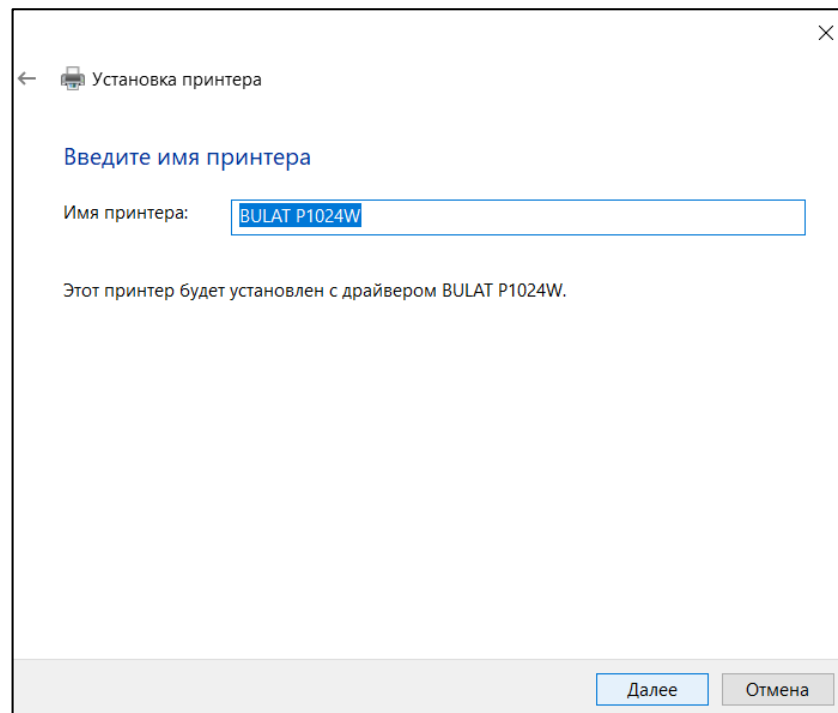 Установка принтера
Введите имя принтера
Имя принтера: BULAT P1024W
Этот принтер будет установлен с драйвером BULAT P1024W.
Далее Отмена